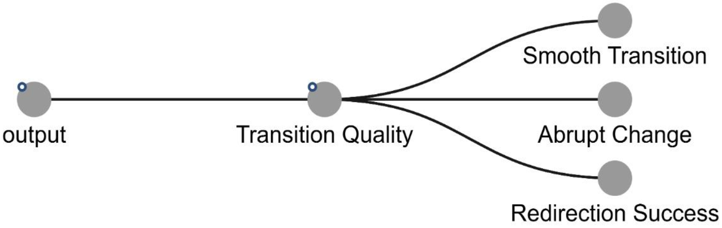 Smooth Transition
output
Transition Quality
Abrupt Change
Redirection Success